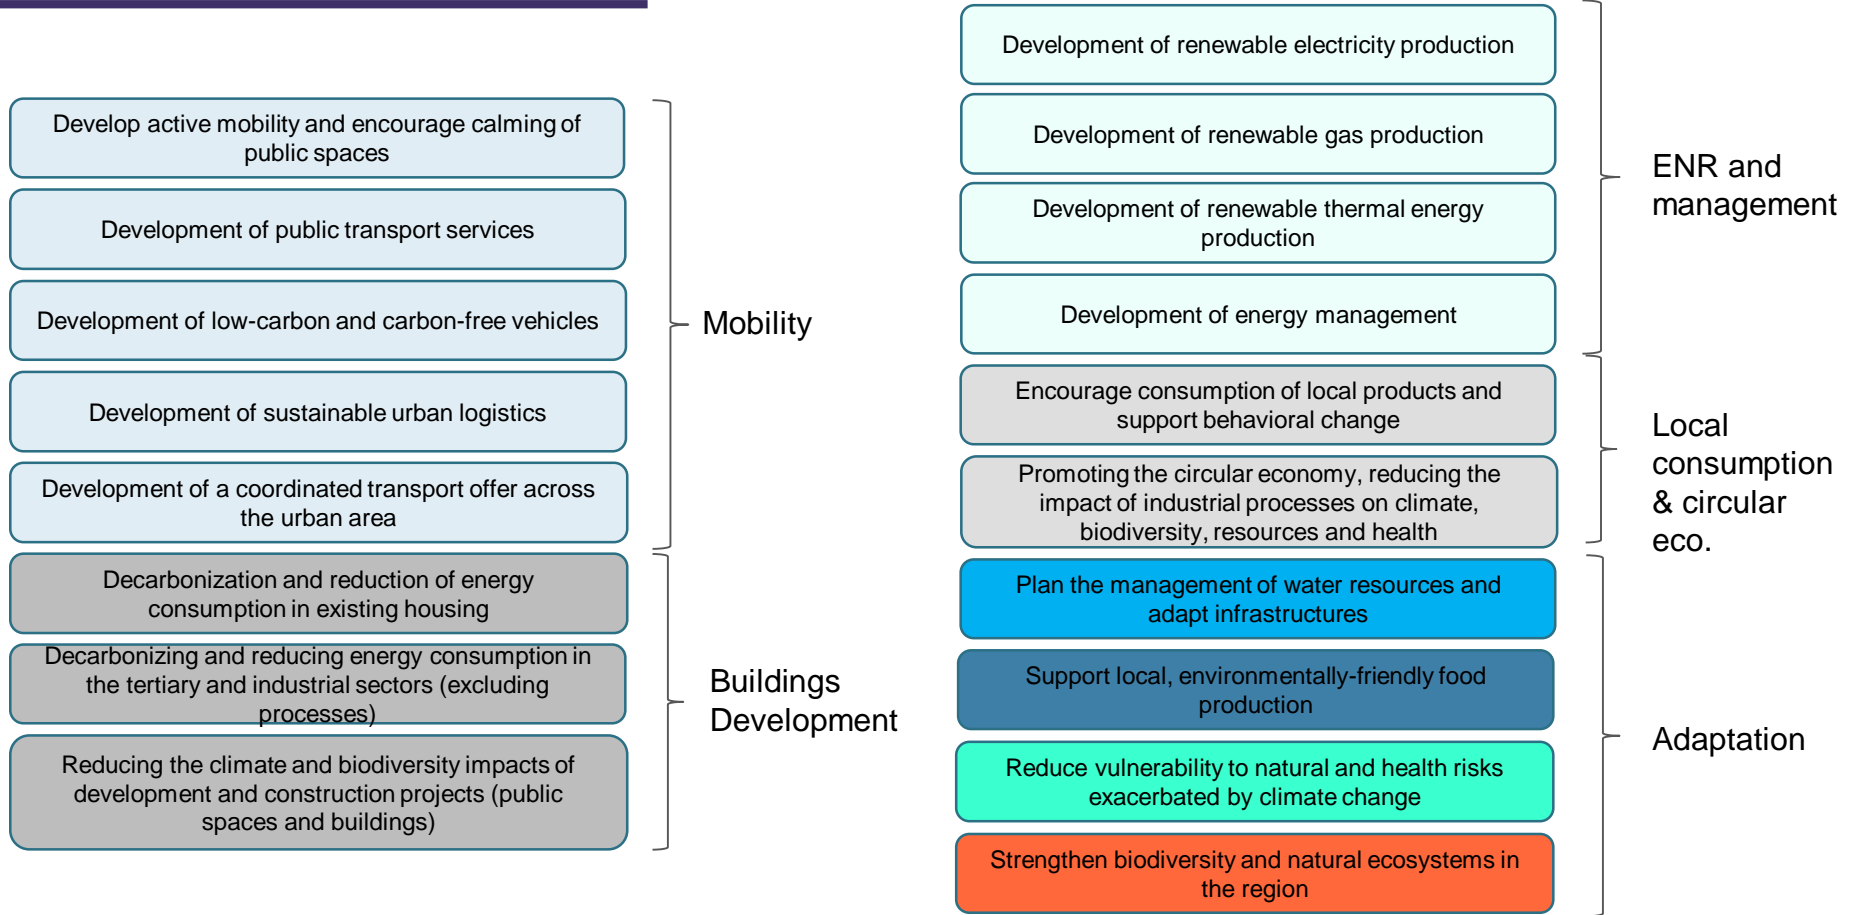 Develop active mobility and encourage calming of
public spaces
Development of public transport services
Development of low-carbon and carbon-free vehicles
Development of sustainable urban logistics
Development of a coordinated transport offer across
the urban area
Mobility
Decarbonization and reduction of energy
consumption in existing housing
Decarbonizing and reducing energy consumption in
the tertiary and industrial sectors (excluding
processes)
Reducing the climate and biodiversity impacts of
development and construction projects (public
spaces and buildings)
Buildings
Development
Development of renewable electricity production
Development of renewable gas production
Development of renewable thermal energy
production
Development of energy management
ENR and
management
Encourage consumption of local products and
support behavioral change
Promoting the circular economy, reducing the
impact of industrial processes on climate,
biodiversity, resources and health
Local
consumption
& circular
eco.
Plan the management of water resources and
adapt infrastructures
Support local, environmentally-friendly food
production
Reduce vulnerability to natural and health risks
exacerbated by climate change
Strengthen biodiversity and natural ecosystems in
the region
Adaptation